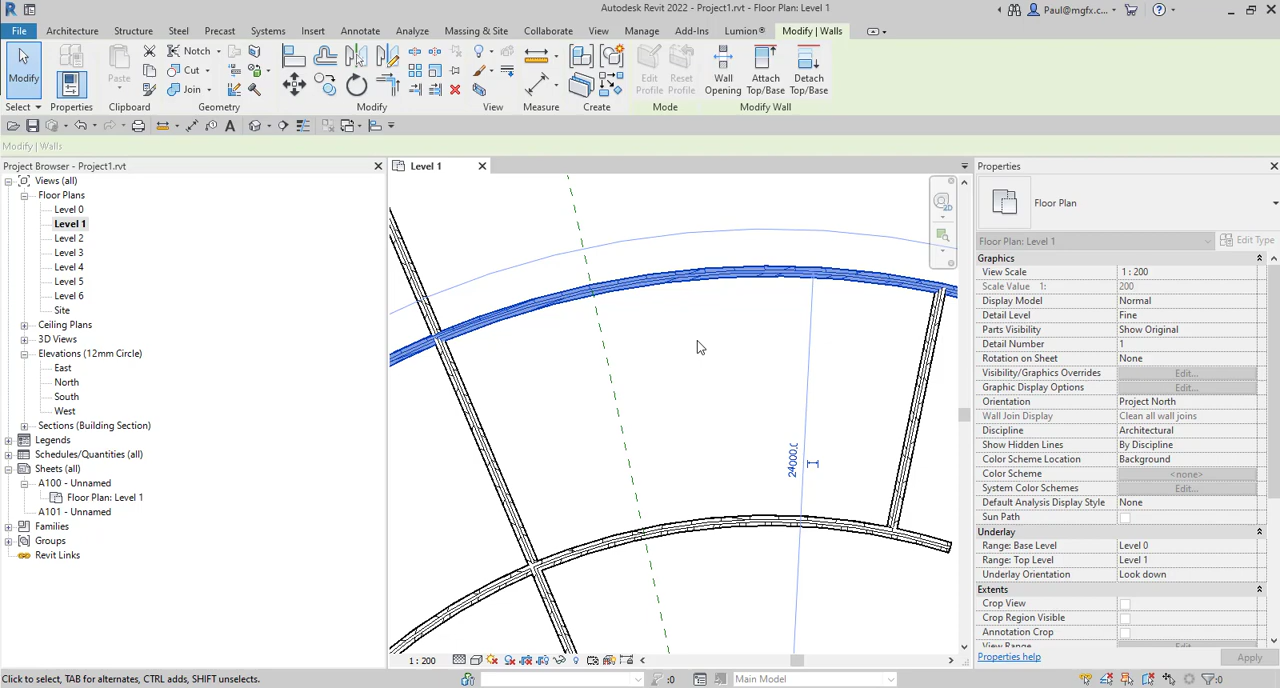 Autodesk Revit 2022 - Project1.rvt - Floor Plan: Level 1
Paul@mgfx.c...
File Architecture Structure Steel Precast Systems Insert Annotate Analyze Massing & Site Collaborate View Manage Add-Ins Lumion® Modify | Walls
Modify
Select
Properties
Paste
Clipboard
Notch
Cut
Join
Geometry
Modify
View
Measure
Create
Edit Profile
Reset Profile
Mode
Wall Opening
Attach Top/Base
Detach Top/Base
Modify Wall
Modify | Walls
Project Browser - Project1.rvt
Views (all)
Floor Plans
Level 0
Level 1
Level 2
Level 3
Level 4
Level 5
Level 6
Site
Ceiling Plans
3D Views
Elevations (12mm Circle)
East
North
South
West
Sections (Building Section)
Legends
Schedules/Quantities (all)
Sheets (all)
A100 - Unnamed
Floor Plan: Level 1
A101 - Unnamed
Families
Groups
Revit Links
Level 1
2D
24000.0
1 : 200
Properties
Floor Plan
Floor Plan: Level 1 Edit Type
Graphics
View Scale 1 : 200
Scale Value 1: 200
Display Model Normal
Detail Level Fine
Parts Visibility Show Original
Detail Number 1
Rotation on Sheet None
Visibility/Graphics Overrides Edit...
Graphic Display Options Edit...
Orientation Project North
Wall Join Display Clean all wall joins
Discipline Architectural
Show Hidden Lines By Discipline
Color Scheme Location Background
Color Scheme <none>
System Color Schemes Edit...
Default Analysis Display Style None
Sun Path
Underlay
Range: Base Level Level 0
Range: Top Level Level 1
Underlay Orientation Look down
Extents
Crop View
Crop Region Visible
Annotation Crop
View Range Edit...
Properties help Apply
Click to select, TAB for alternates, CTRL adds, SHIFT unselects.
:0
Main Model
:0